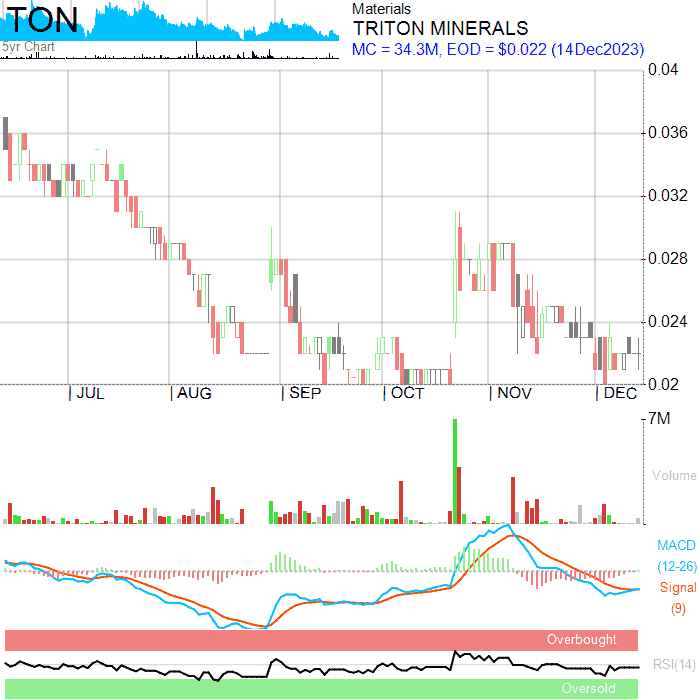 TON
5yr Chart
Materials
TRITON MINERALS
MC = 34.3M, EOD = $0.022 (14Dec2023)
0.04
0.036
0.032
0.028
0.024
0.02
JUL AUG SEP OCT NOV DEC
7M
Volume
MACD
(12-26)
Signal
(9)
Overbought
RSI(14)
Oversold